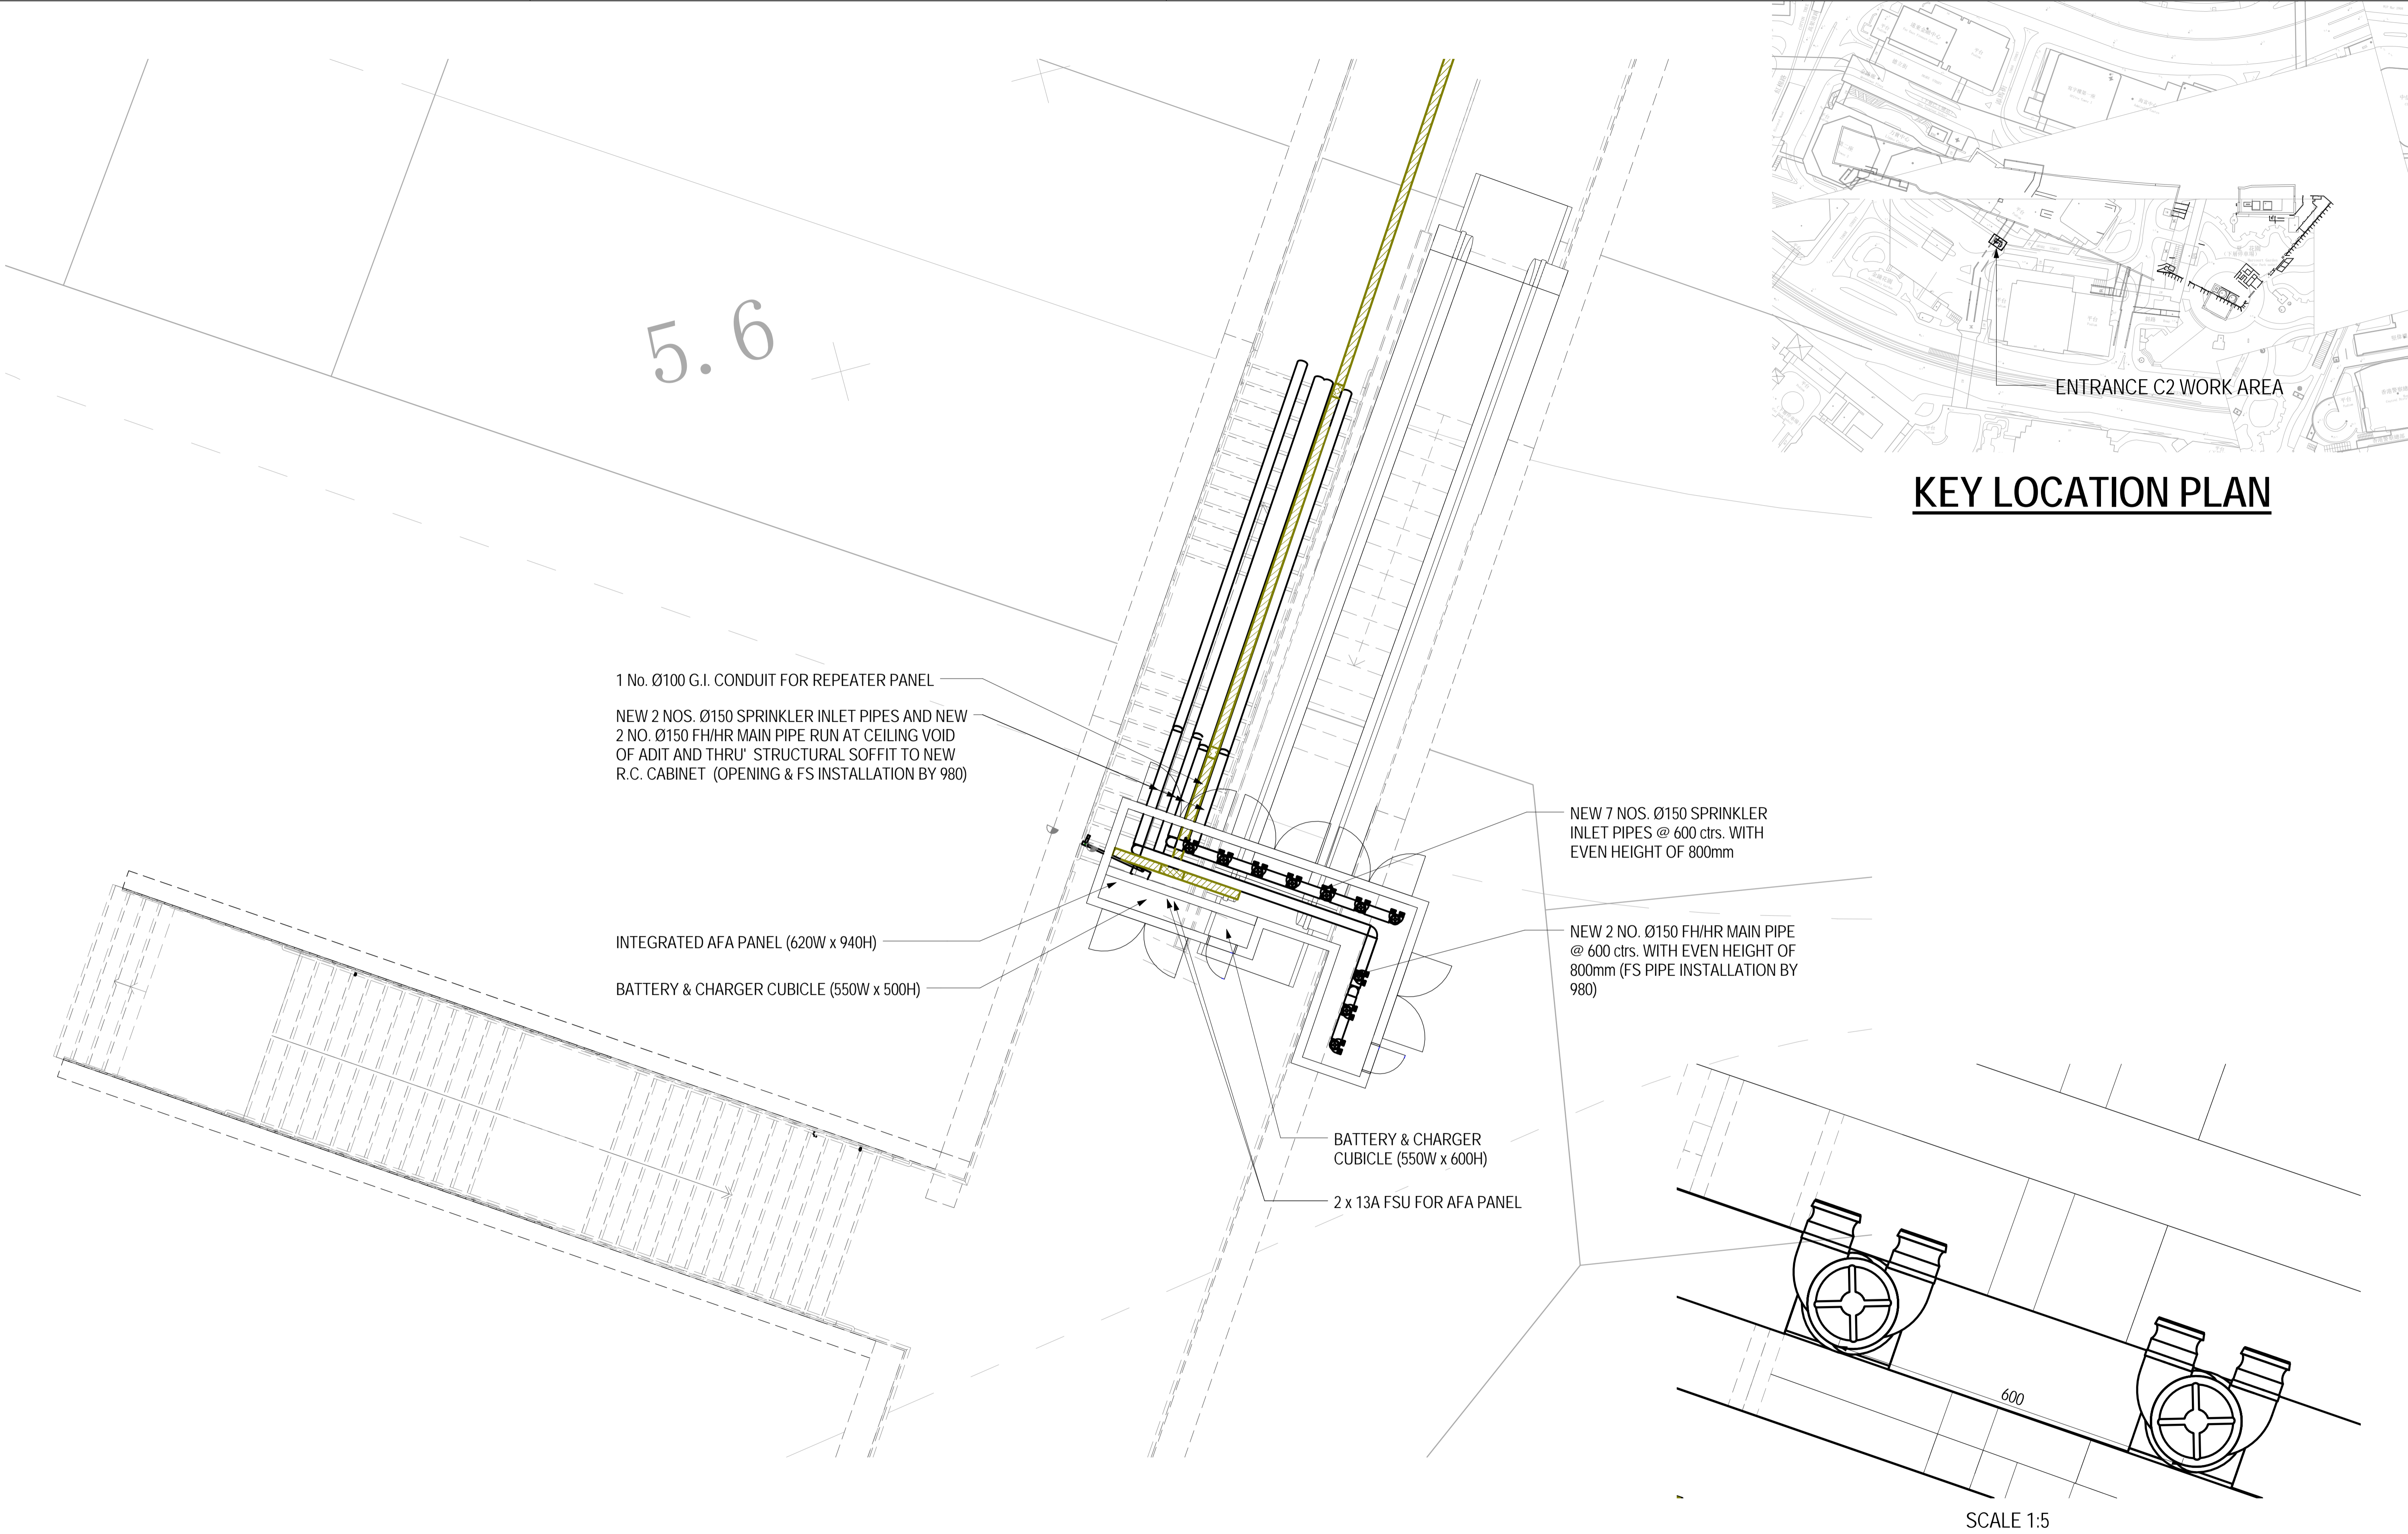 5.6
1 No. Ø100 G.I. CONDUIT FOR REPEATER PANEL
NEW 2 NOS. Ø150 SPRINKLER INLET PIPES AND NEW
2 NO. Ø150 FH/HR MAIN PIPE RUN AT CEILING VOID
OF ADIT AND THRU' STRUCTURAL SOFFIT TO NEW
R.C. CABINET (OPENING & FS INSTALLATION BY 980)
INTEGRATED AFA PANEL (620W x 940H)
BATTERY & CHARGER CUBICLE (550W x 500H)
ENTRANCE C2 WORK AREA
KEY LOCATION PLAN
NEW 7 NOS. Ø150 SPRINKLER
INLET PIPES @ 600 ctrs. WITH
EVEN HEIGHT OF 800mm
NEW 2 NO. Ø150 FH/HR MAIN PIPE
@ 600 ctrs. WITH EVEN HEIGHT OF
800mm (FS PIPE INSTALLATION BY
980)
BATTERY & CHARGER
CUBICLE (550W x 600H)
2 x 13A FSU FOR AFA PANEL
600
SCALE 1:5